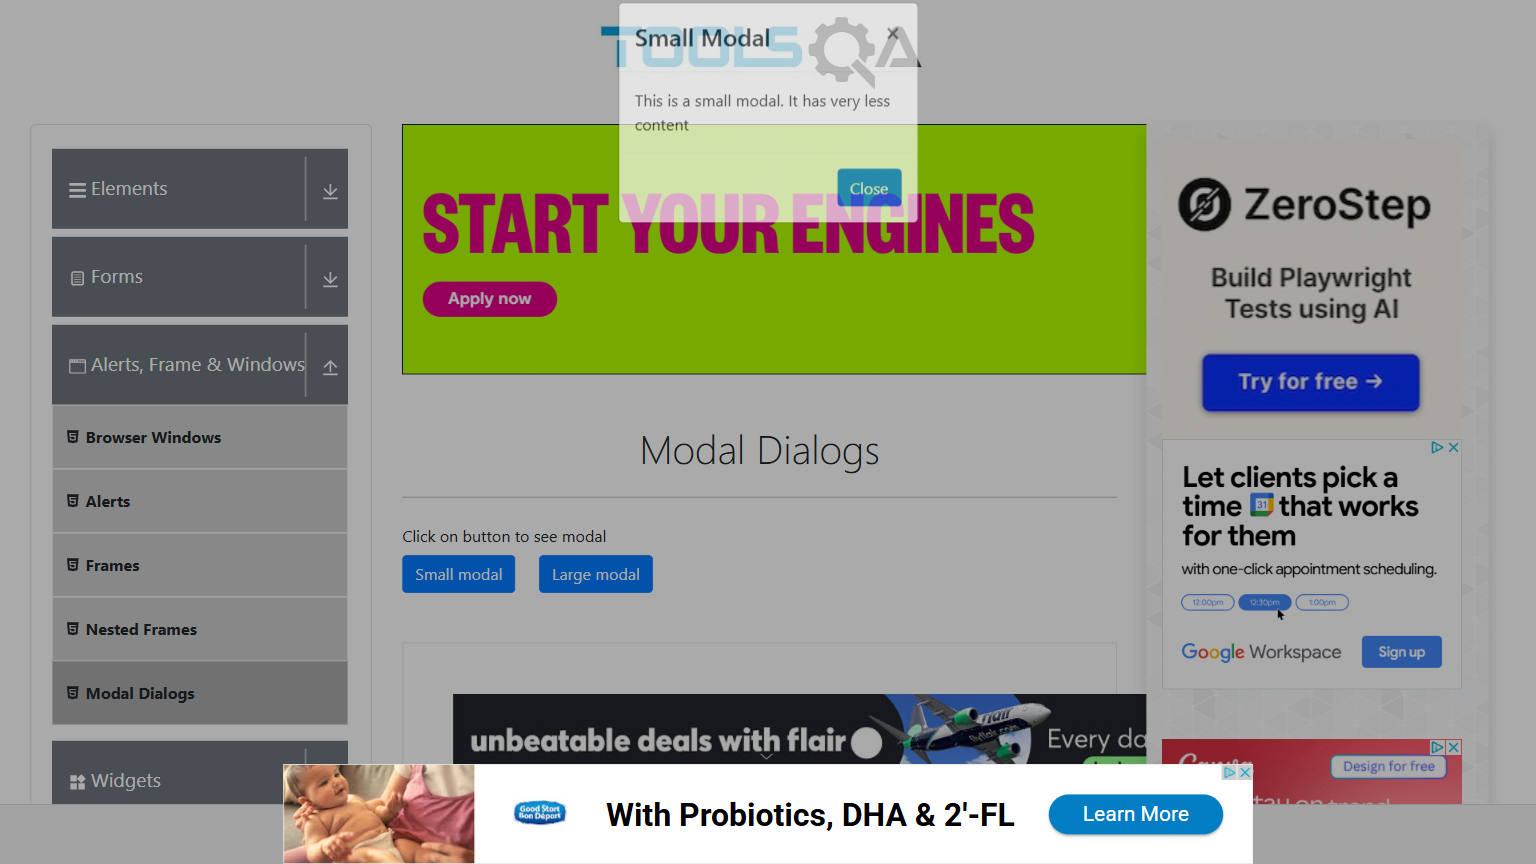 TOOLSQA
Small Modal
×
This is a small modal. It has very less
content
Close
Elements
Forms
Alerts, Frame & Windows
Browser Windows
Alerts
Frames
Nested Frames
Modal Dialogs
Widgets
START YOUR ENGINES
Apply now
Modal Dialogs
Click on button to see modal
Small modal
Large modal
unbeatable deals with flair
flair
flyflair.com
Every da
ZeroStep
Build Playwright
Tests using AI
Try for free →
Let clients pick a
time 31 that works
for them
with one-click appointment scheduling.
12:00pm
12:30pm
1:00pm
Google Workspace
Sign up
Design for free
Good Start
Bon Départ
With Probiotics, DHA & 2'-FL
Learn More